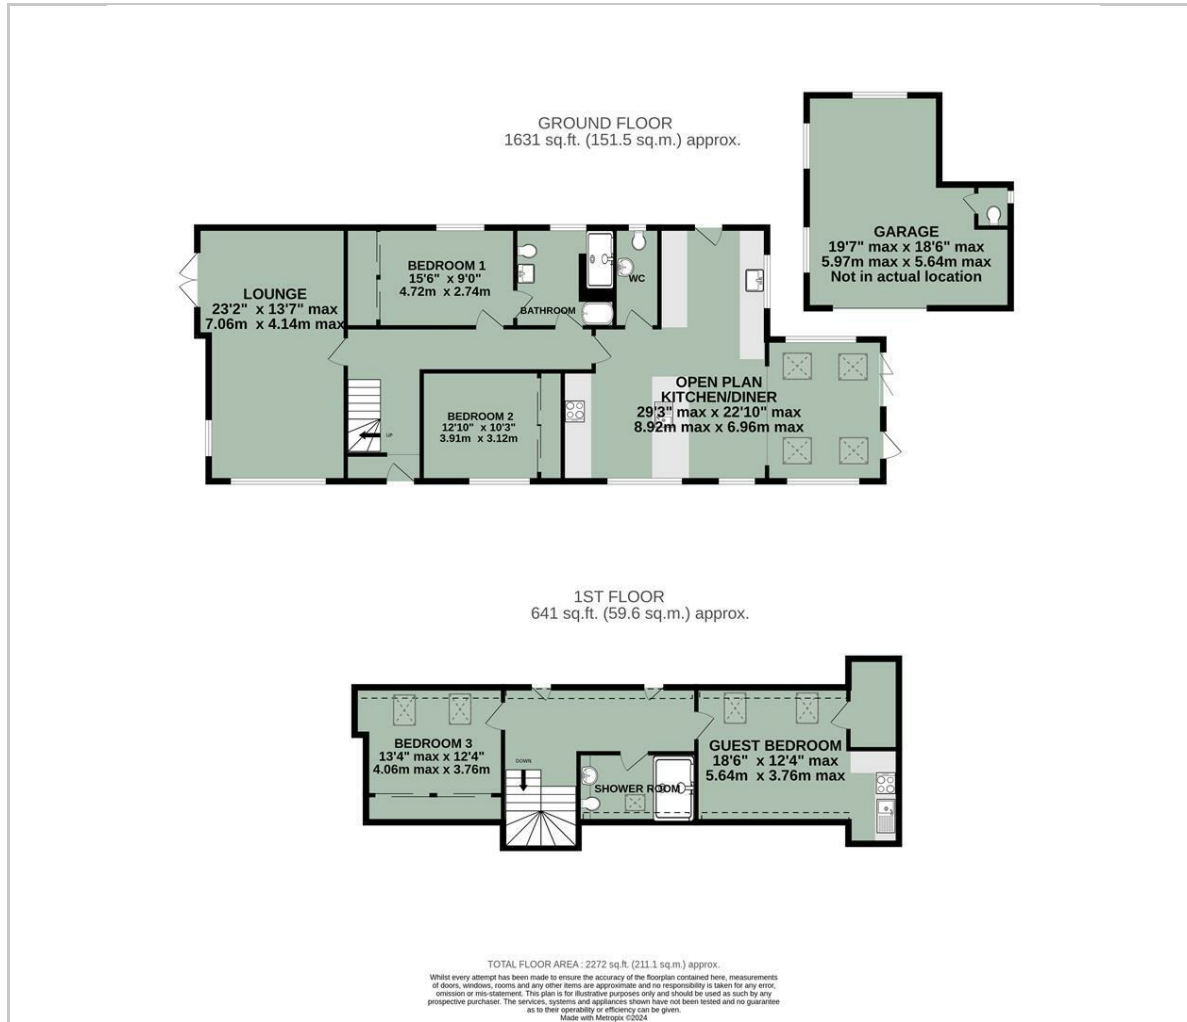 GROUND FLOOR
1631 sq.ft. (151.5 sq.m.) approx.
GARAGE
19'7" max x 18'6" max
5.97m max x 5.64m max
Not in actual location
LOUNGE
23'2" x 13'7" max
7.06m x 4.14m max
BEDROOM 1
15'6" x 9'0"
4.72m x 2.74m
BATHROOM
WC
OPEN PLAN
KITCHEN/DINER
29'3" max x 22'10" max
8.92m max x 6.96m max
BEDROOM 2
12'10" x 10'3"
3.91m x 3.12m
UP
1ST FLOOR
641 sq.ft. (59.6 sq.m.) approx.
BEDROOM 3
13'4" max x 12'4"
4.06m max x 3.76m
DOWN
SHOWER ROOM
GUEST BEDROOM
18'6" x 12'4" max
5.64m x 3.76m max
TOTAL FLOOR AREA : 2272 sq.ft. (211.1 sq.m.) approx.
Whilst every attempt has been made to ensure the accuracy of the floorplan contained here, measurements
of doors, windows, rooms and any other items are approximate and no responsibility is taken for any error,
omission or mis-statement. This plan is for illustrative purposes only and should be used as such by any
prospective purchaser. The services, systems and appliances shown have not been tested and no guarantee
as to their operability or efficiency can be given.
Made with Metropix ©2024